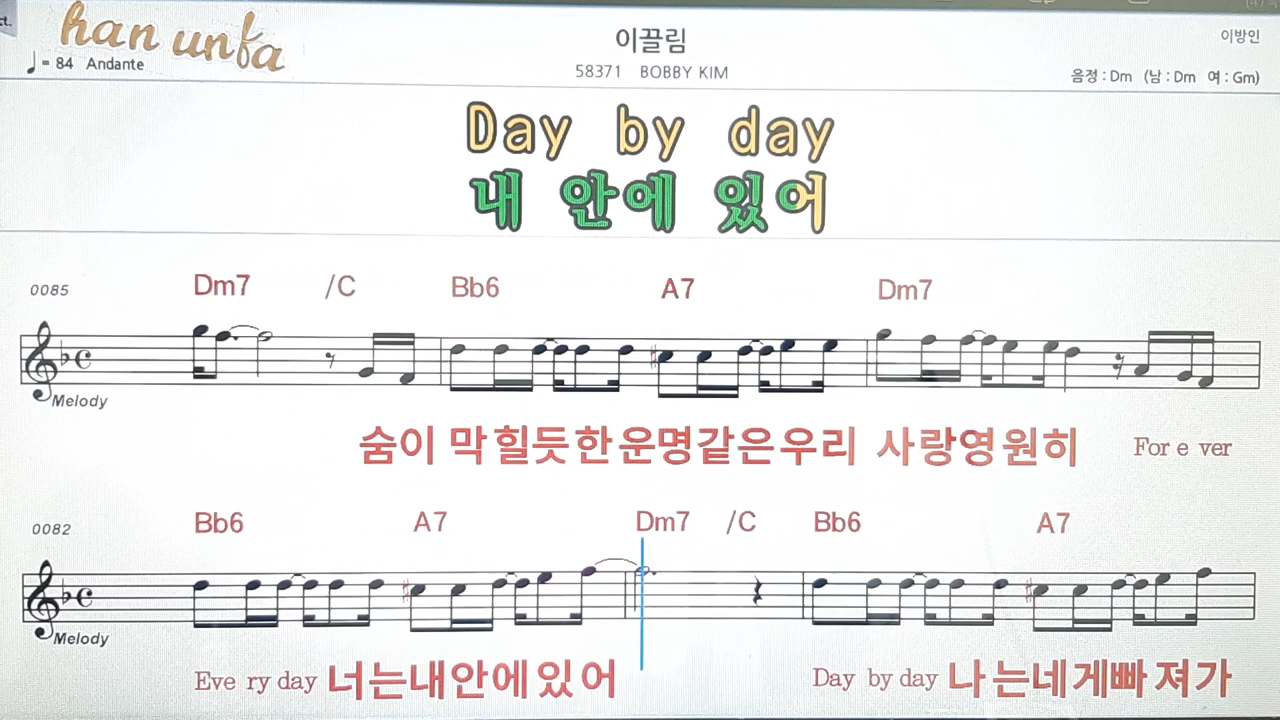 ct.
han unfa
♩= 84 Andante
이끌림
58371 BOBBY KIM
이방인
음정 : Dm (남 : Dm 여 : Gm)
Day by day
내 안에 있어
0085 Dm7 /C Bb6 A7 Dm7
Melody
숨이 막힐듯한운명같은우리 사랑영원히 For e ver
0082 Bb6 A7 Dm7 /C Bb6 A7
Melody
Eve ry day 너는내안에있어 Day by day 나는네게빠져가